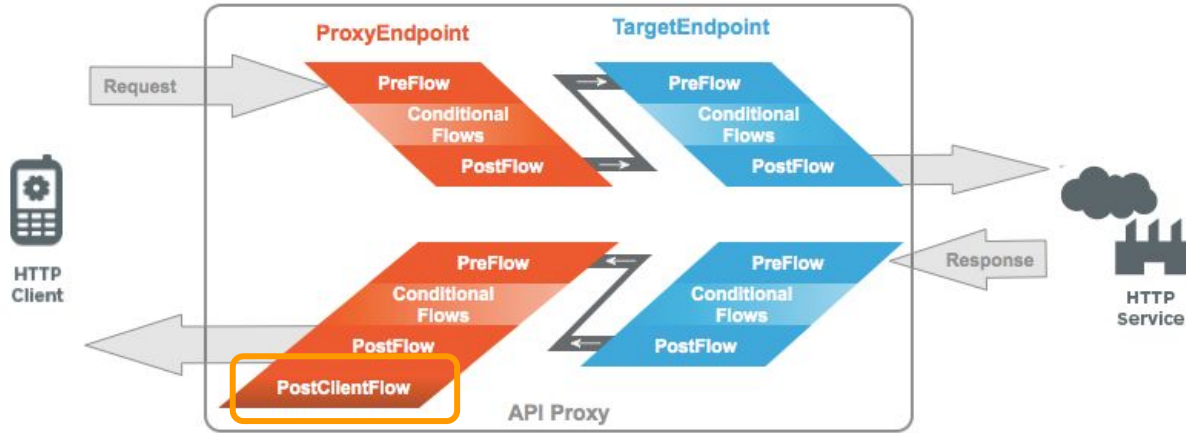 ProxyEndpoint
TargetEndpoint
Request
PreFlow
Conditional
Flows
PostFlow
PreFlow
Conditional
Flows
PostFlow
HTTP
Client
PreFlow
Conditional
Flows
PostFlow
PostClientFlow
PreFlow
Conditional
Flows
PostFlow
Response
HTTP
Service
API Proxy